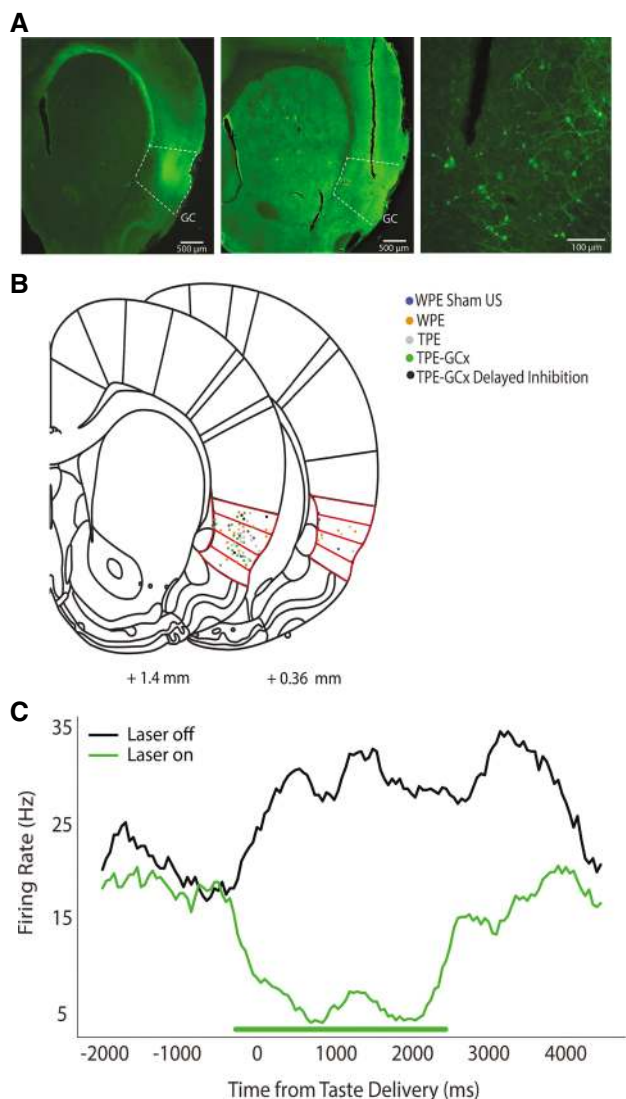 A
GC
500 µm
GC
500 µm
100 µm
B
WPE Sham US
WPE
TPE
TPE-GCx
TPE-GCx Delayed Inhibition
+ 1.4 mm
+ 0.36 mm
C
Laser off
Laser on
Firing Rate (Hz)
35
25
15
5
-2000 -1000 0 1000 2000 3000 4000
Time from Taste Delivery (ms)